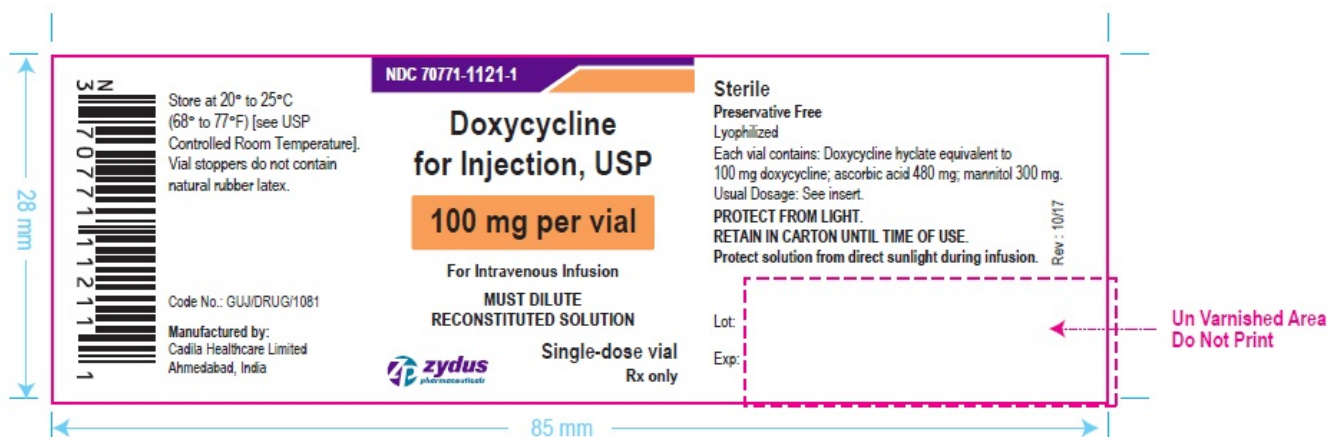 N
3
70771 11211
1
Store at 20° to 25°C
(68° to 77°F) [see USP
Controlled Room Temperature].
Vial stoppers do not contain
natural rubber latex.
Code No.: GUJ/DRUG/1081
Manufactured by:
Cadila Healthcare Limited
Ahmedabad, India
NDC 70771-1121-1
Doxycycline
for Injection, USP
100 mg per vial
For Intravenous Infusion
MUST DILUTE
RECONSTITUTED SOLUTION
zydus
pharmaceuticals
Single-dose vial
Rx only
Sterile
Preservative Free
Lyophilized
Each vial contains: Doxycycline hyclate equivalent to
100 mg doxycycline; ascorbic acid 480 mg; mannitol 300 mg.
Usual Dosage: See insert.
PROTECT FROM LIGHT.
RETAIN IN CARTON UNTIL TIME OF USE.
Protect solution from direct sunlight during infusion.
Rev : 10/17
Lot:
Exp:
Un Varnished Area
Do Not Print
28 mm
85 mm